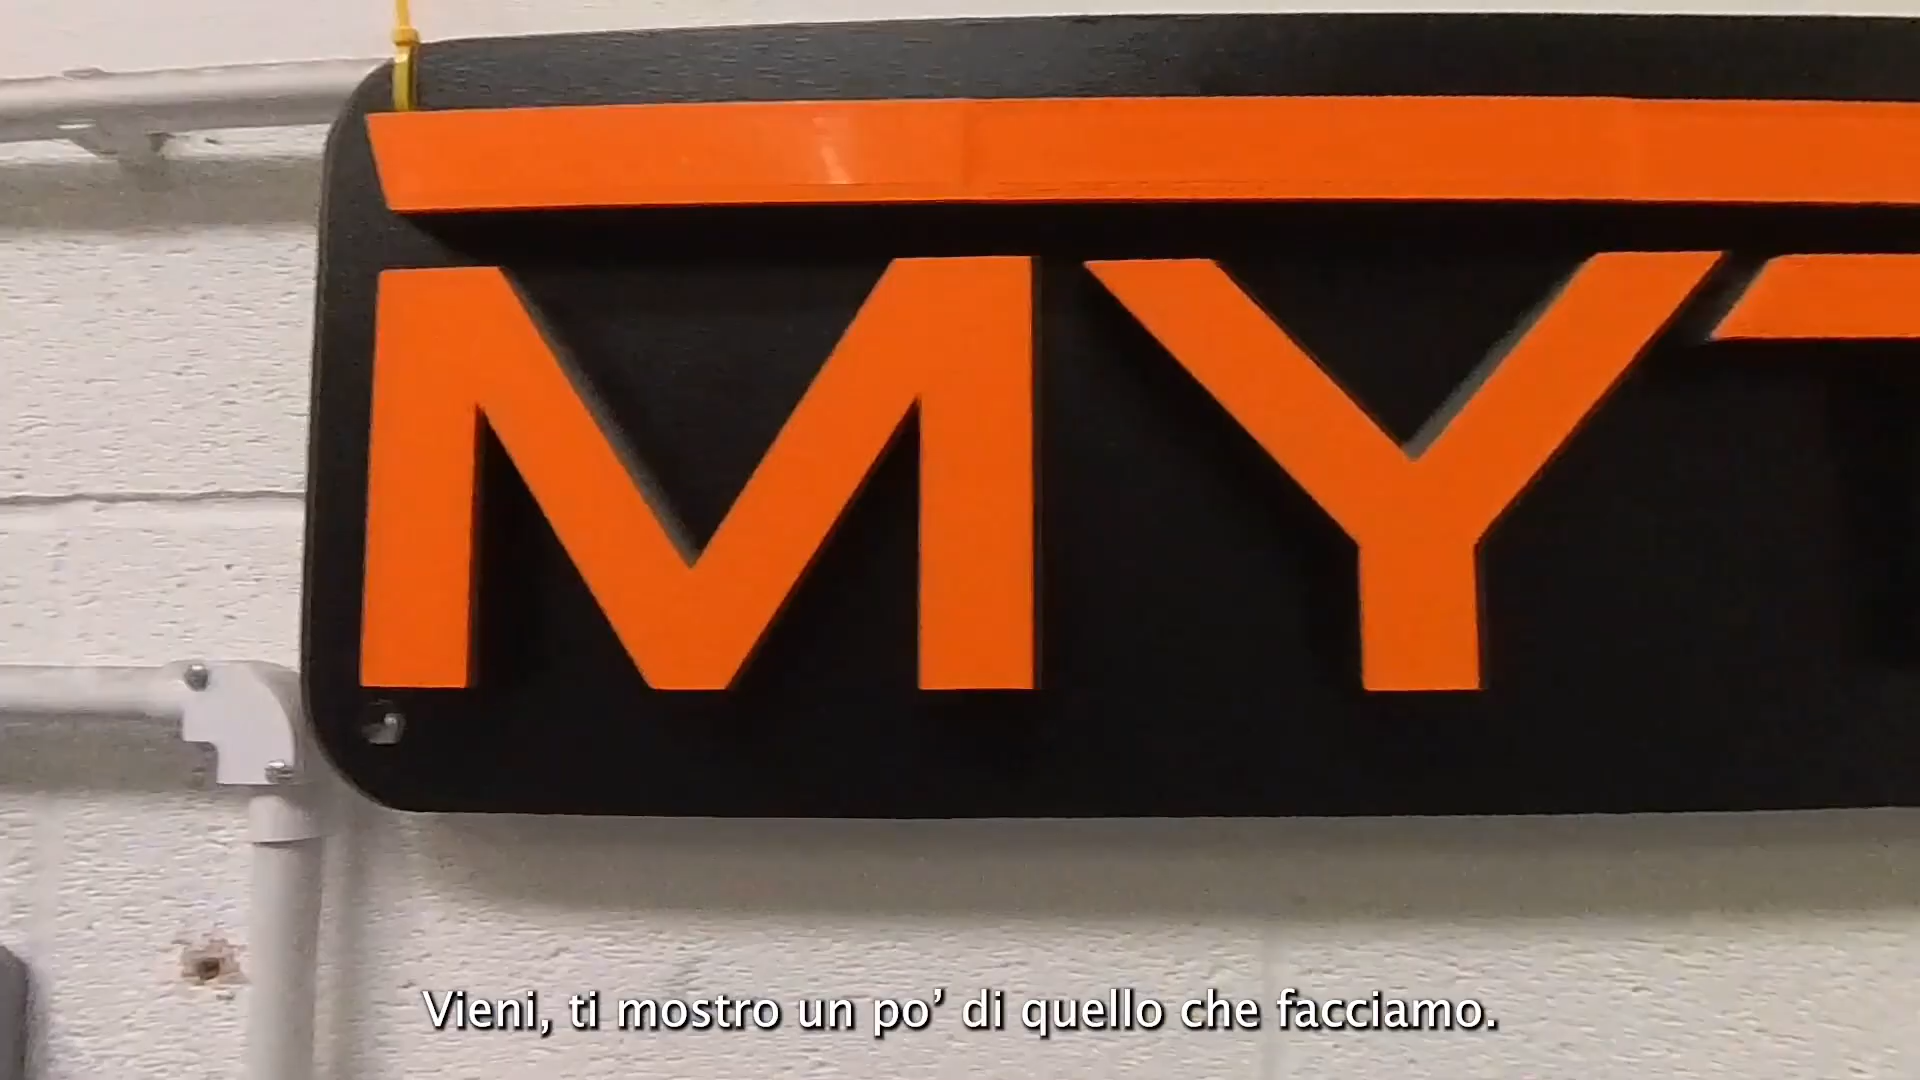 MY
Vieni, ti mostro un po’ di quello che facciamo.